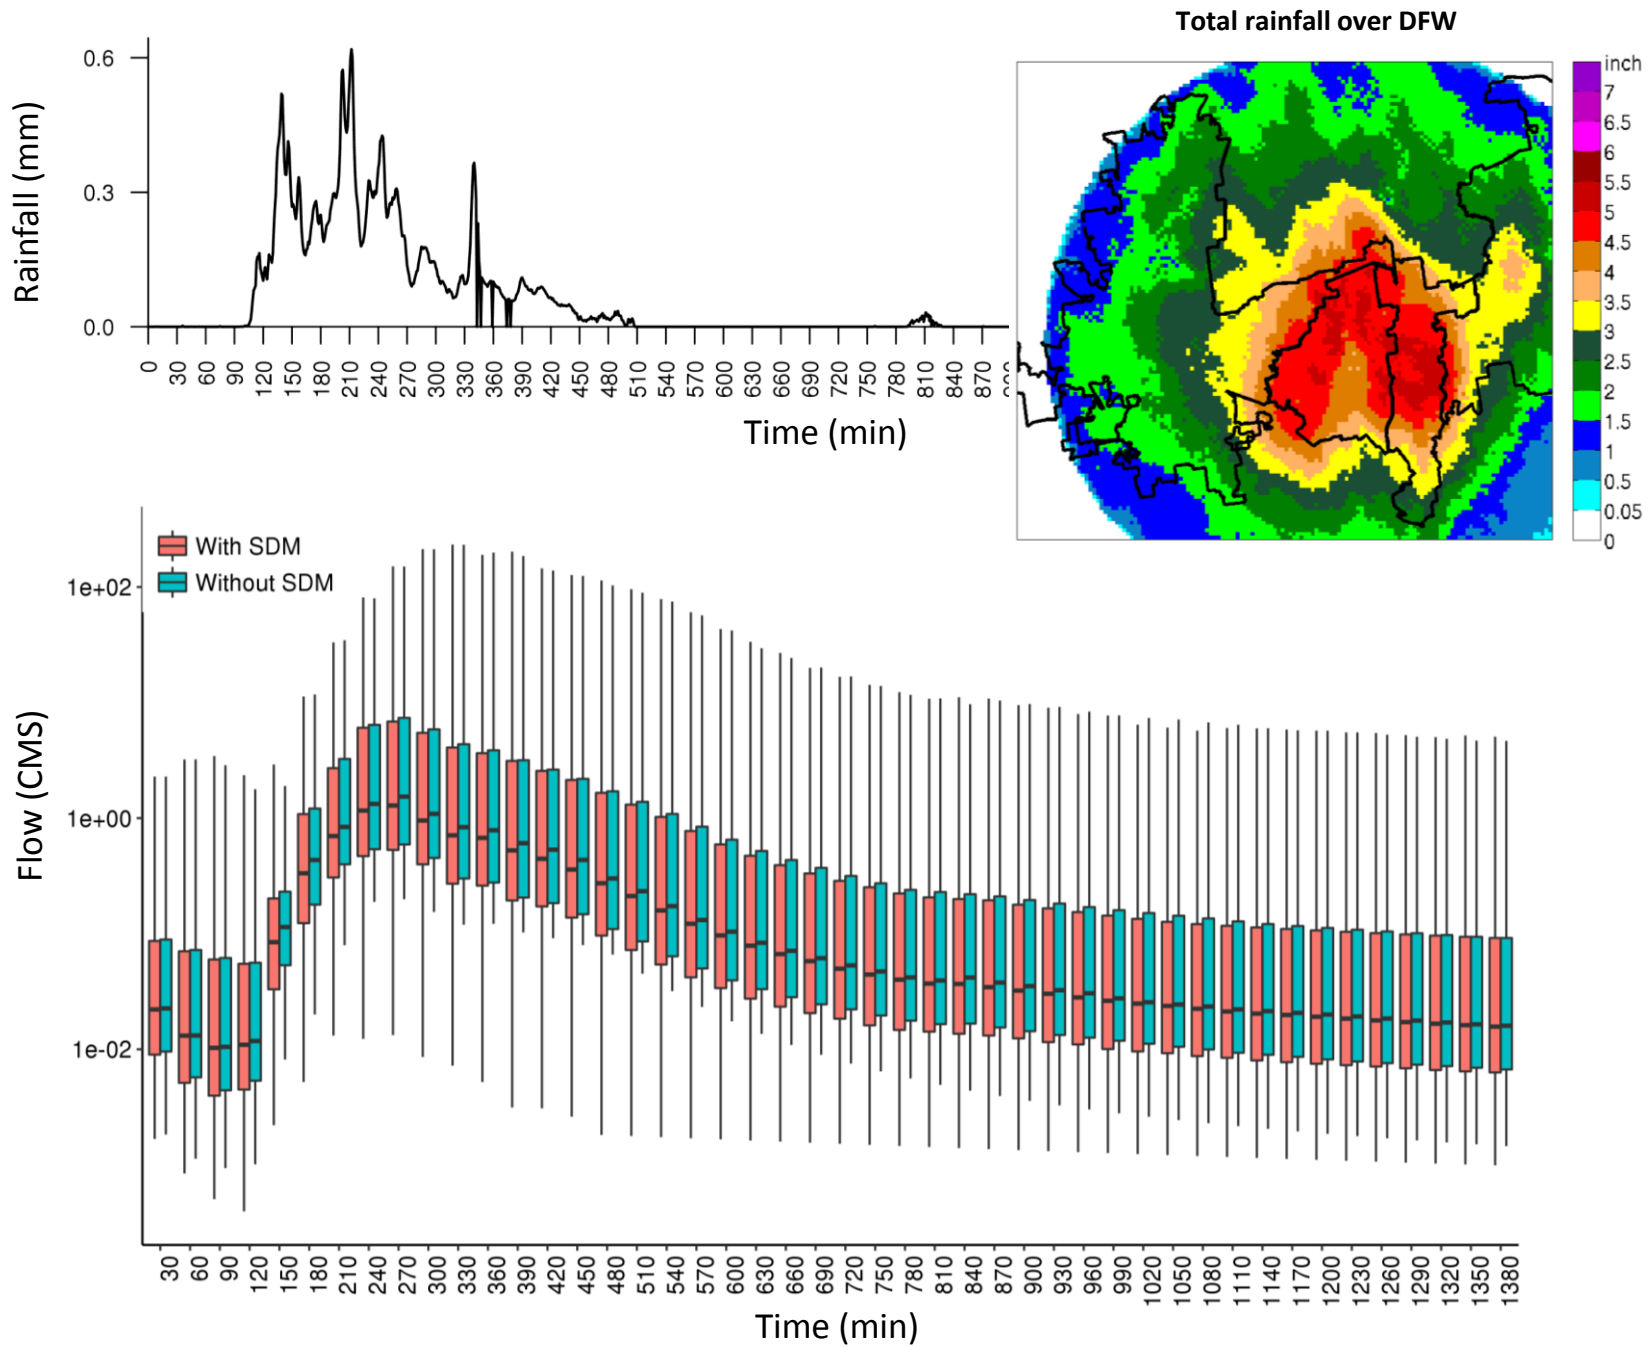 Total rainfall over DFW
Rainfall (mm)
0.6
0.3
0.0
0 30 60 90 120 150 180 210 240 270 300 330 360 390 420 450 480 510 540 570 600 630 660 690 720 750 780 810 840 870
Time (min)
inch
7
6.5
6
5.5
5
4.5
4
3.5
3
2.5
2
1.5
1
0.5
0.05
0
With SDM
Without SDM
Flow (CMS)
1e+02
1e+00
1e-02
30 60 90 120 150 180 210 240 270 300 330 360 390 420 450 480 510 540 570 600 630 660 690 720 750 780 810 840 870 900 930 960 990 1020 1050 1080 1110 1140 1170 1200 1230 1260 1290 1320 1350 1380
Time (min)